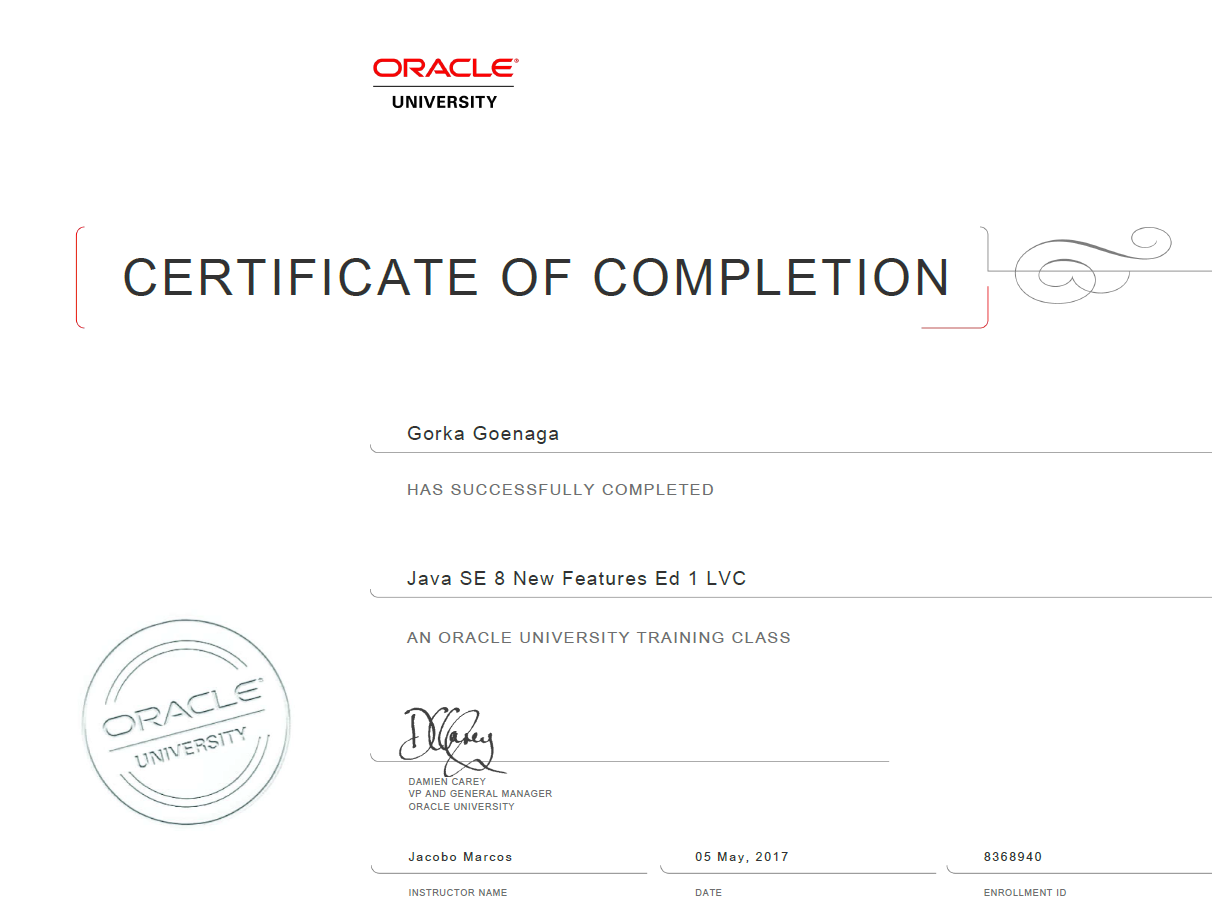 ORACLE®
UNIVERSITY
CERTIFICATE OF COMPLETION
Gorka Goenaga
HAS SUCCESSFULLY COMPLETED
Java SE 8 New Features Ed 1 LVC
AN ORACLE UNIVERSITY TRAINING CLASS
ORACLE®
UNIVERSITY
DCarey
DAMIEN CAREY
VP AND GENERAL MANAGER
ORACLE UNIVERSITY
Jacobo Marcos 05 May, 2017 8368940
INSTRUCTOR NAME DATE ENROLLMENT ID